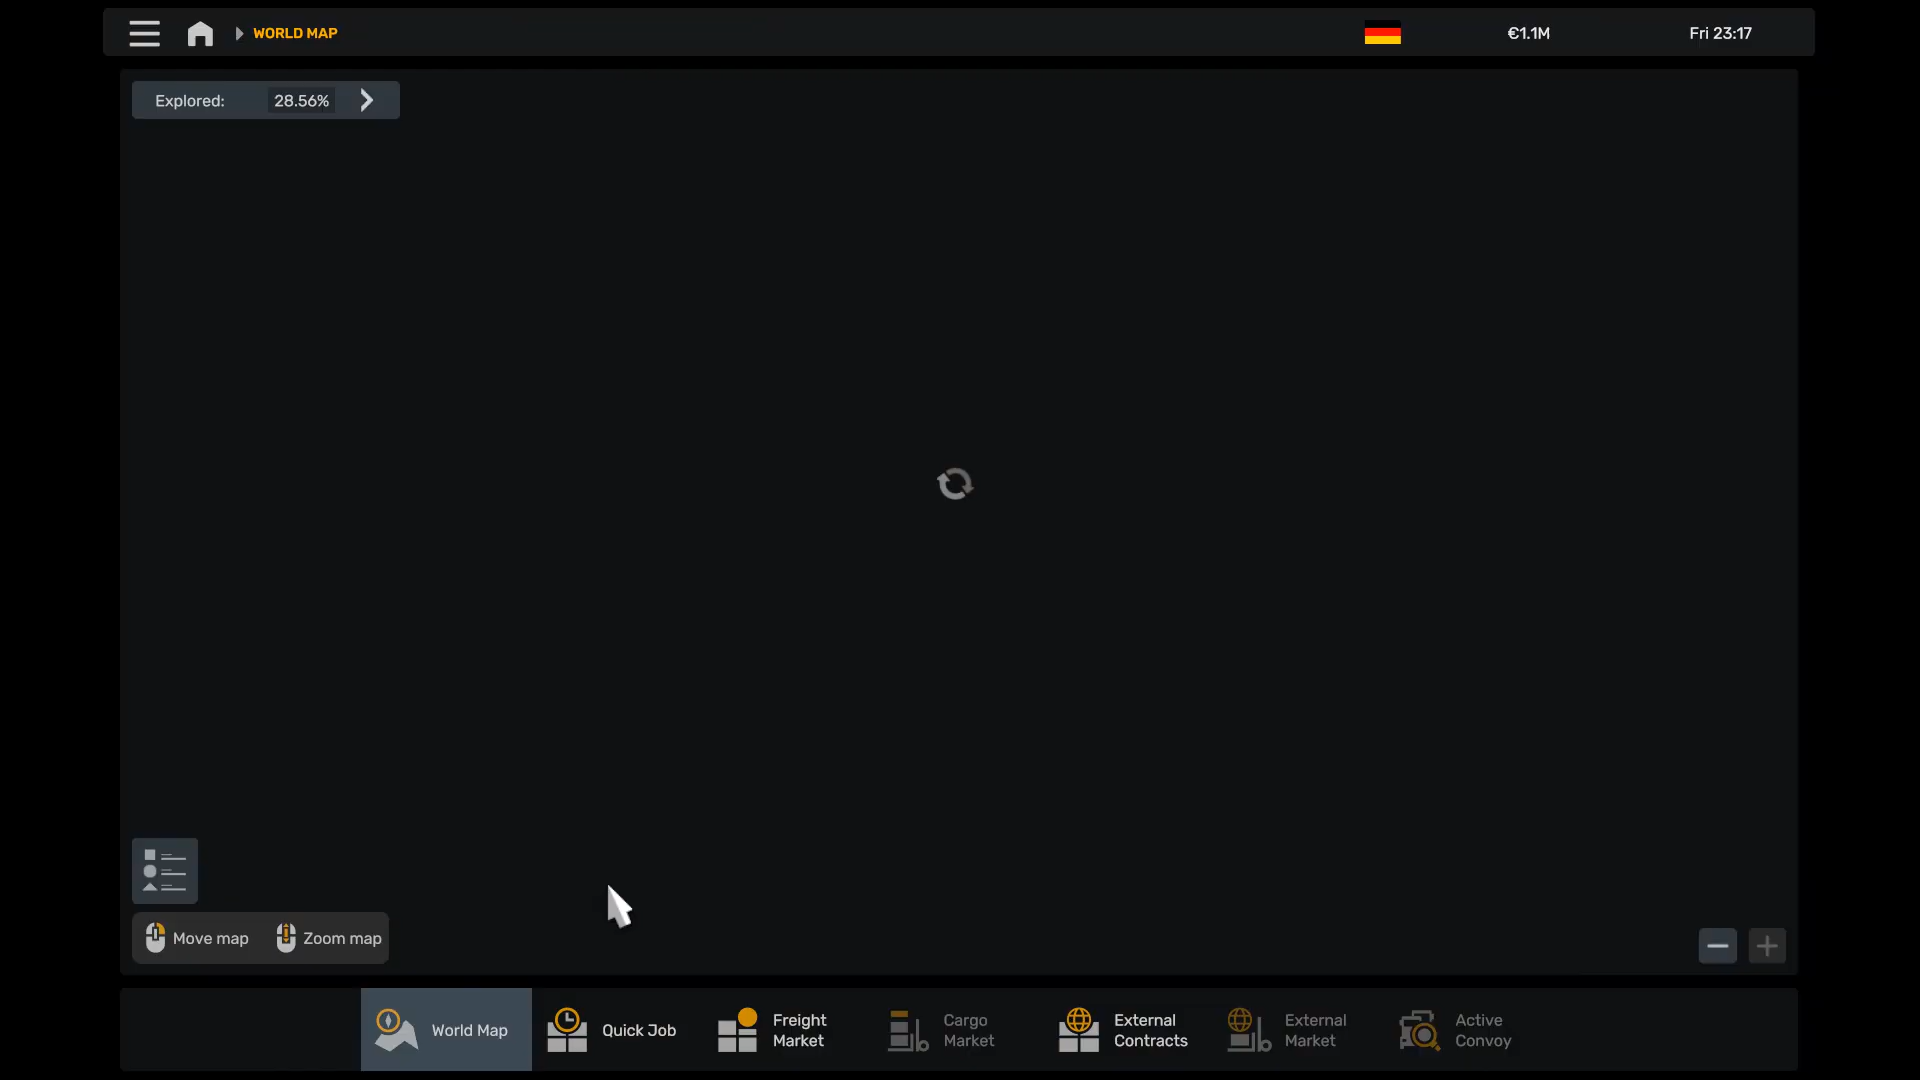 WORLD MAP
€1.1M
Fri 23:17
Explored:
28.56%
Move map
Zoom map
World Map
Quick Job
Freight
Market
Cargo
Market
External
Contracts
External
Market
Active
Convoy